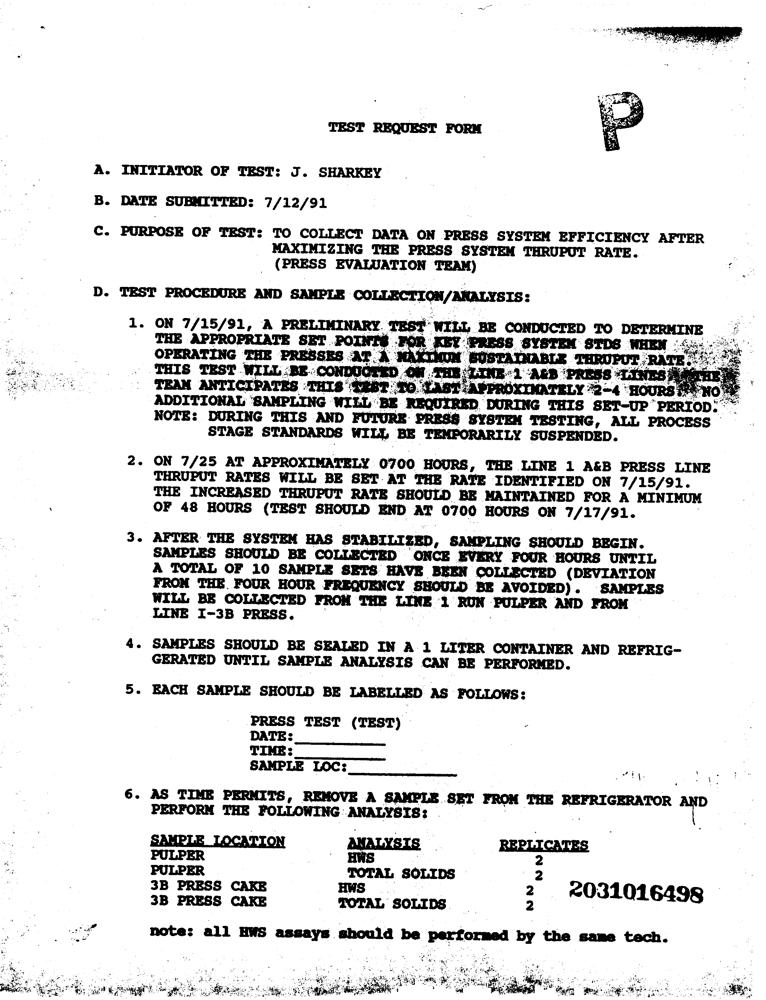 P
TEST REQUEST FORM
A. INITIATOR OF TEST: J. SHARKEY
B. DATE SUBMITTED: 7/12/91
C. PURPOSE OF TEST: TO COLLECT DATA ON PRESS SYSTEM EFFICIENCY AFTER
MAXIMIZING THE PRESS SYSTEM THRUPUT RATE.
(PRESS EVALUATION TEAM)
D. TEST PROCEDURE AND SAMPLE COLLECTION/ANALYSIS:
1. ON 7/15/91, A PRELIMINARY TEST WILL BE CONDUCTED TO DETERMINE
THE APPROPRIATE SET POINTS FOR KEY PRESS SYSTEM STDS WHEN
OPERATING THE PRESSES AT A MAXIMUM SUSTAINABLE THRUPUT RATE.
THIS TEST WILL BE CONDUCTED ON THE LINE 1 A&B PRESS LINES. THE
TEAM ANTICIPATES THIS TEST TO LAST APPROXIMATELY 2-4 HOURS. NO
ADDITIONAL SAMPLING WILL BE REQUIRED DURING THIS SET-UP PERIOD.
NOTE: DURING THIS AND FUTURE PRESS SYSTEM TESTING, ALL PROCESS
STAGE STANDARDS WILL BE TEMPORARILY SUSPENDED.
2. ON 7/25 AT APPROXIMATELY 0700 HOURS, THE LINE 1 A&B PRESS LINE
THRUPUT RATES WILL BE SET AT THE RATE IDENTIFIED ON 7/15/91.
THE INCREASED THRUPUT RATE SHOULD BE MAINTAINED FOR A MINIMUM
OF 48 HOURS (TEST SHOULD END AT 0700 HOURS ON 7/17/91.
3. AFTER THE SYSTEM HAS STABILIZED, SAMPLING SHOULD BEGIN.
SAMPLES SHOULD BE COLLECTED ONCE EVERY FOUR HOURS UNTIL
A TOTAL OF 10 SAMPLE SETS HAVE BEEN COLLECTED (DEVIATION
FROM THE FOUR HOUR FREQUENCY SHOULD BE AVOIDED). SAMPLES
WILL BE COLLECTED FROM THE LINE 1 RUN PULPER AND FROM
LINE I-3B PRESS.
4. SAMPLES SHOULD BE SEALED IN A 1 LITER CONTAINER AND REFRIG-
GERATED UNTIL SAMPLE ANALYSIS CAN BE PERFORMED.
5. EACH SAMPLE SHOULD BE LABELLED AS FOLLOWS:
PRESS TEST (TEST)
DATE:
TIME:
SAMPLE LOC:
6. AS TIME PERMITS, REMOVE A SAMPLE SET FROM THE REFRIGERATOR AND
PERFORM THE FOLLOWING ANALYSIS:
SAMPLE LOCATION ANALYSIS REPLICATES
PULPER HWS 2
PULPER TOTAL SOLIDS 2
3B PRESS CAKE HWS 2
3B PRESS CAKE TOTAL SOLIDS 2
2031016498
note: all HWS assays should be performed by the same tech.